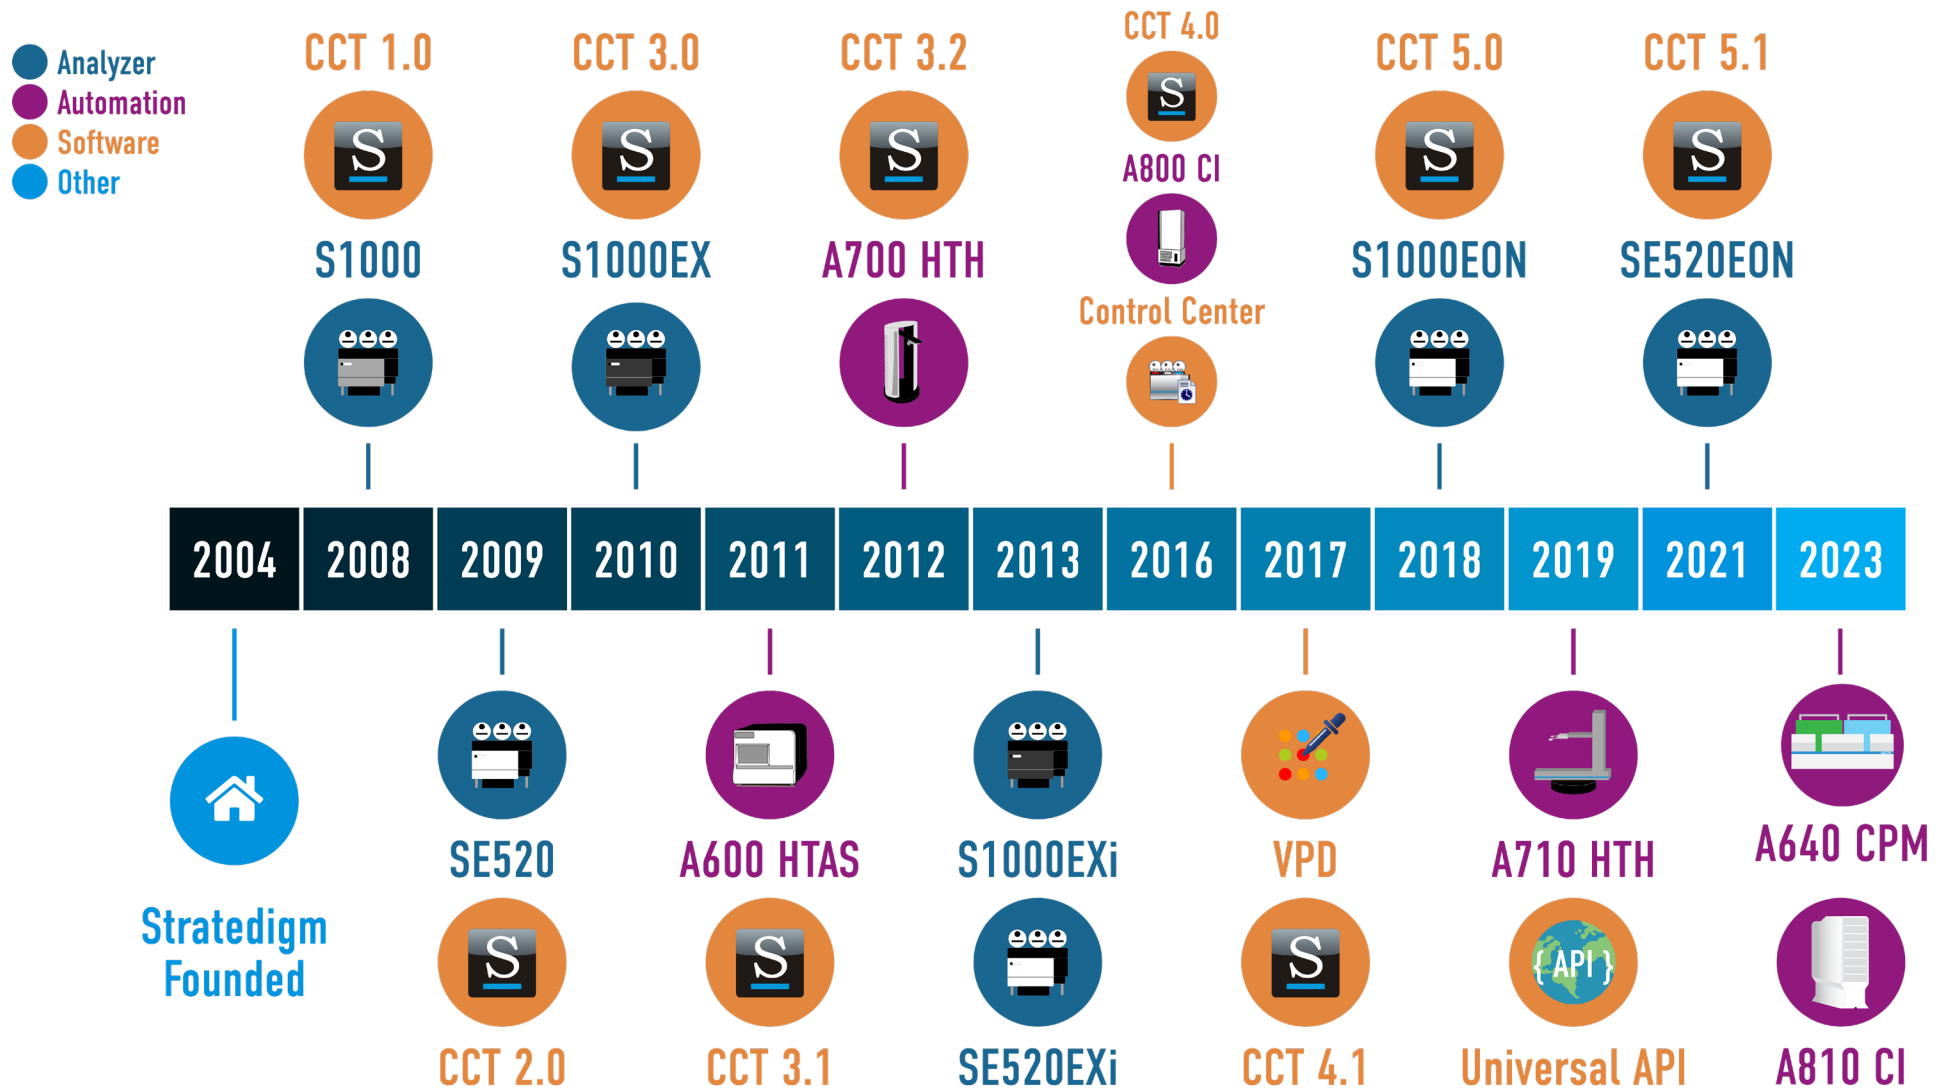 Analyzer
Automation
Software
Other
CCT 1.0
S
S1000
CCT 3.0
S
S1000EX
CCT 3.2
S
A700 HTH
CCT 4.0
S
A800 CI
Control Center
CCT 5.0
S
S1000EON
CCT 5.1
S
SE520EON
2004
2008
2009
2010
2011
2012
2013
2016
2017
2018
2019
2021
2023
Stratedigm
Founded
SE520
S
CCT 2.0
A600 HTAS
S
CCT 3.1
S1000EXi
SE520EXi
VPD
S
CCT 4.1
A710 HTH
{ API }
Universal API
A640 CPM
A810 CI